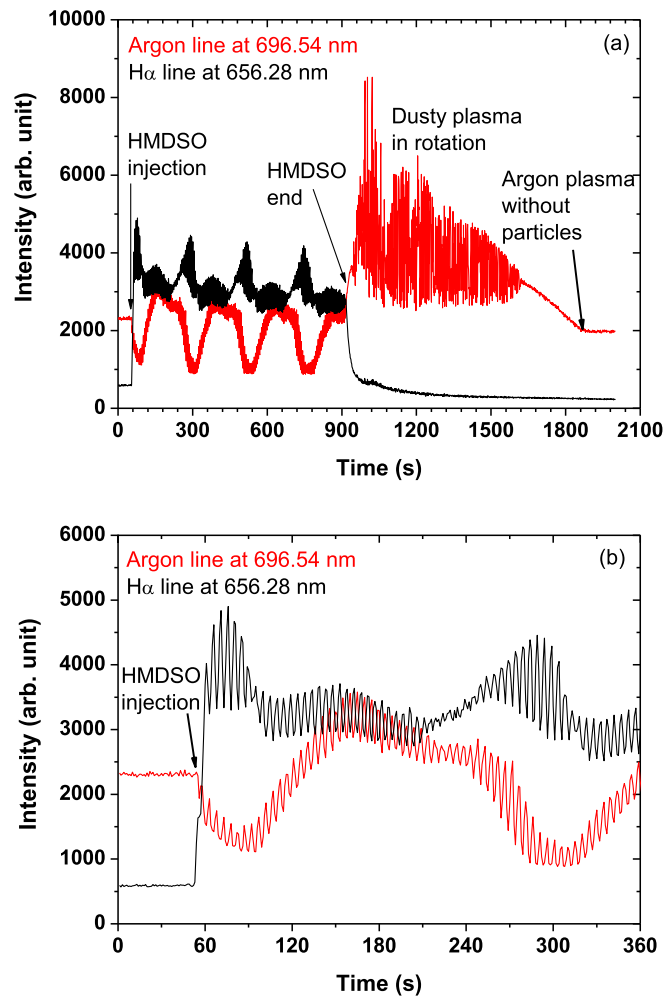 (a)
Argon line at 696.54 nm
Hα line at 656.28 nm
10000
8000
6000
4000
2000
0
Intensity (arb. unit)
HMDSO
injection
HMDSO
end
Dusty plasma
in rotation
Argon plasma
without
particles
0 300 600 900 1200 1500 1800 2100
Time (s)
(b)
Argon line at 696.54 nm
Hα line at 656.28 nm
6000
5000
4000
3000
2000
1000
0
Intensity (arb. unit)
HMDSO
injection
0 60 120 180 240 300 360
Time (s)